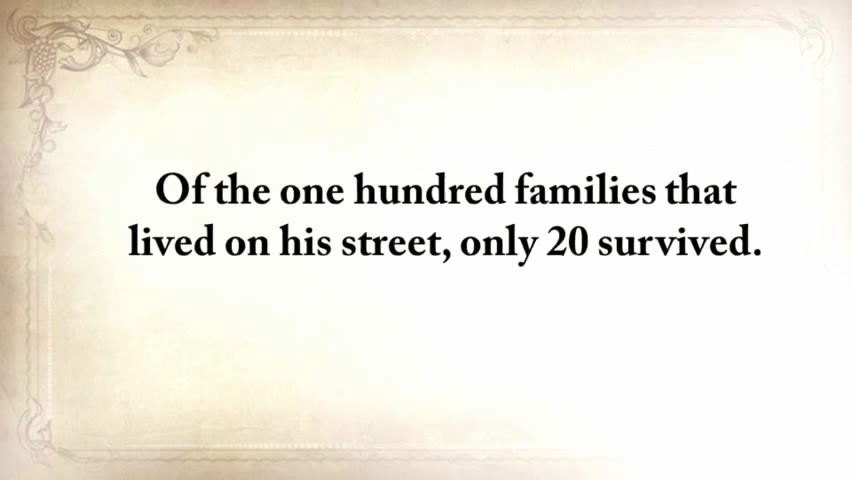 Of the one hundred families that
lived on his street, only 20 survived.